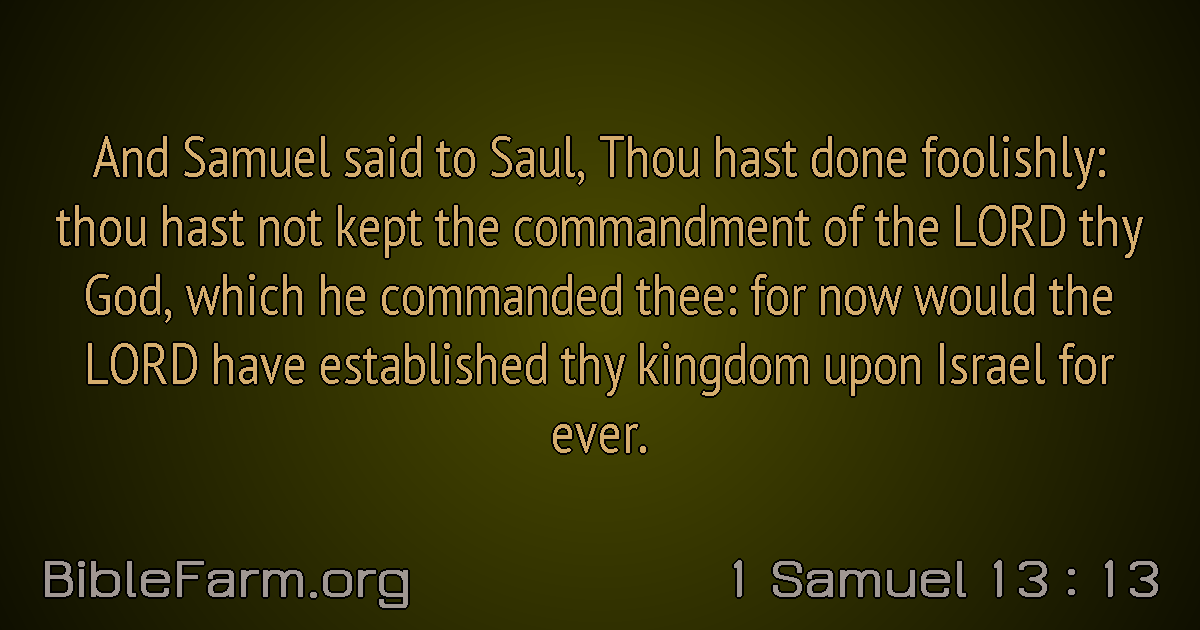 And Samuel said to Saul, Thou hast done foolishly:
thou hast not kept the commandment of the LORD thy
God, which he commanded thee: for now would the
LORD have established thy kingdom upon Israel for
ever.
BibleFarm.org
1 Samuel 13 : 13